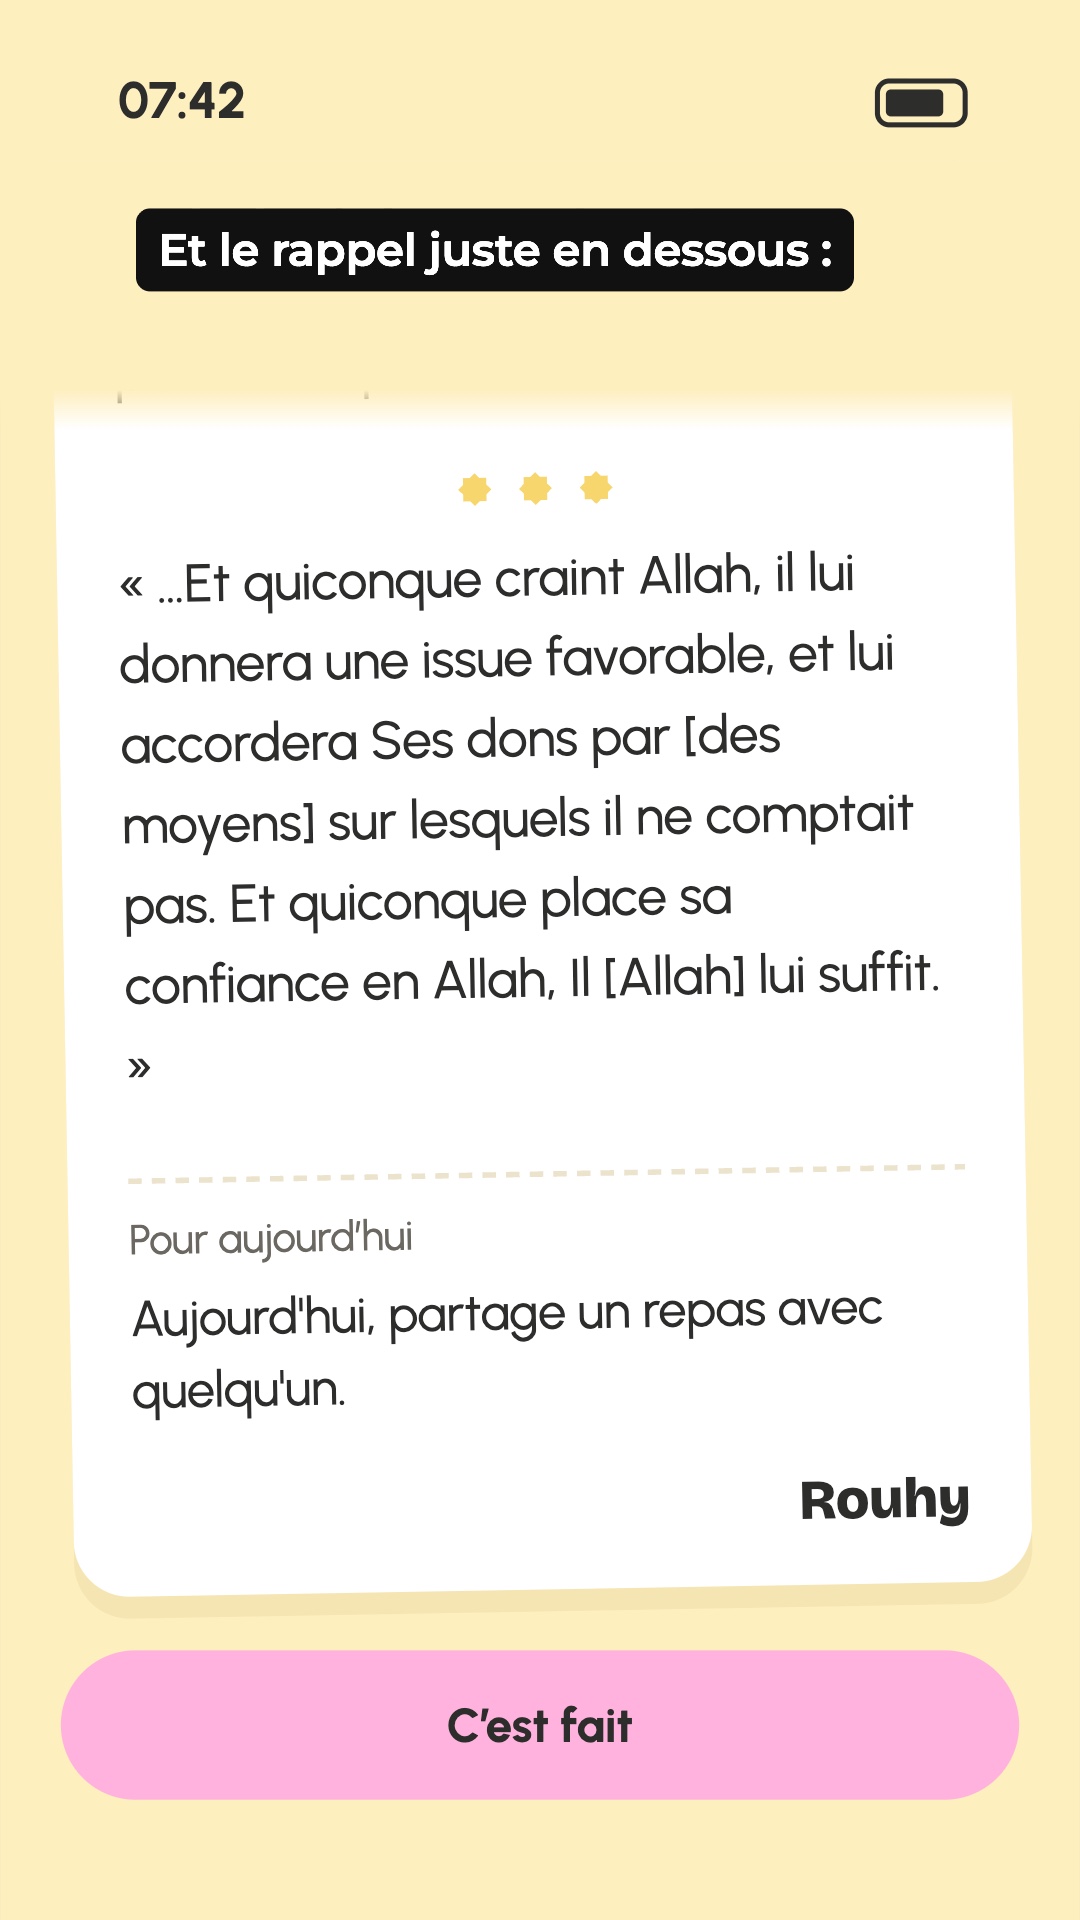 07:42
Et le rappel juste en dessous :
« ...Et quiconque craint Allah, il lui
donnera une issue favorable, et lui
accordera Ses dons par [des
moyens] sur lesquels il ne comptait
pas. Et quiconque place sa
confiance en Allah, Il [Allah] lui suffit.
»
Pour aujourd’hui
Aujourd'hui, partage un repas avec
quelqu'un.
Rouhy
C’est fait